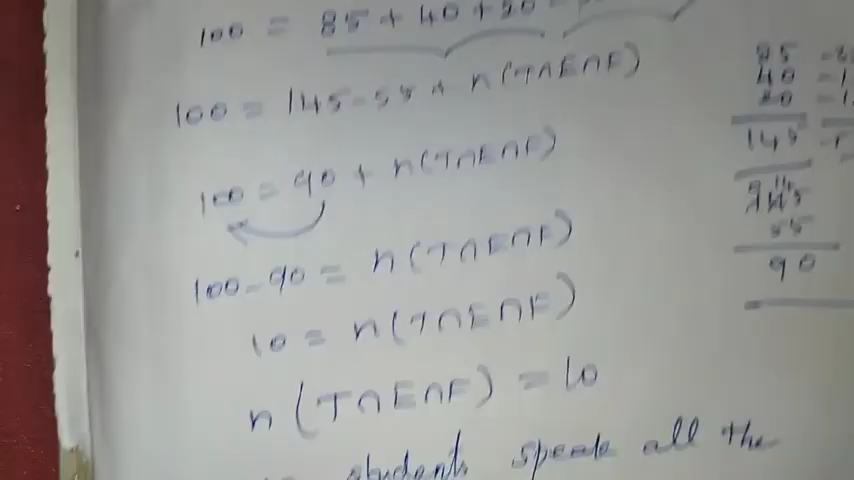 100 = 85 + 40 + 20 -
100 = 145 - 55 + n(T∩E∩F)
100 = 90 + n(T∩E∩F)
100 - 90 = n(T∩E∩F)
10 = n(T∩E∩F)
n(T∩E∩F) = 10
students speak all the
85
40
20
145
145
55
90